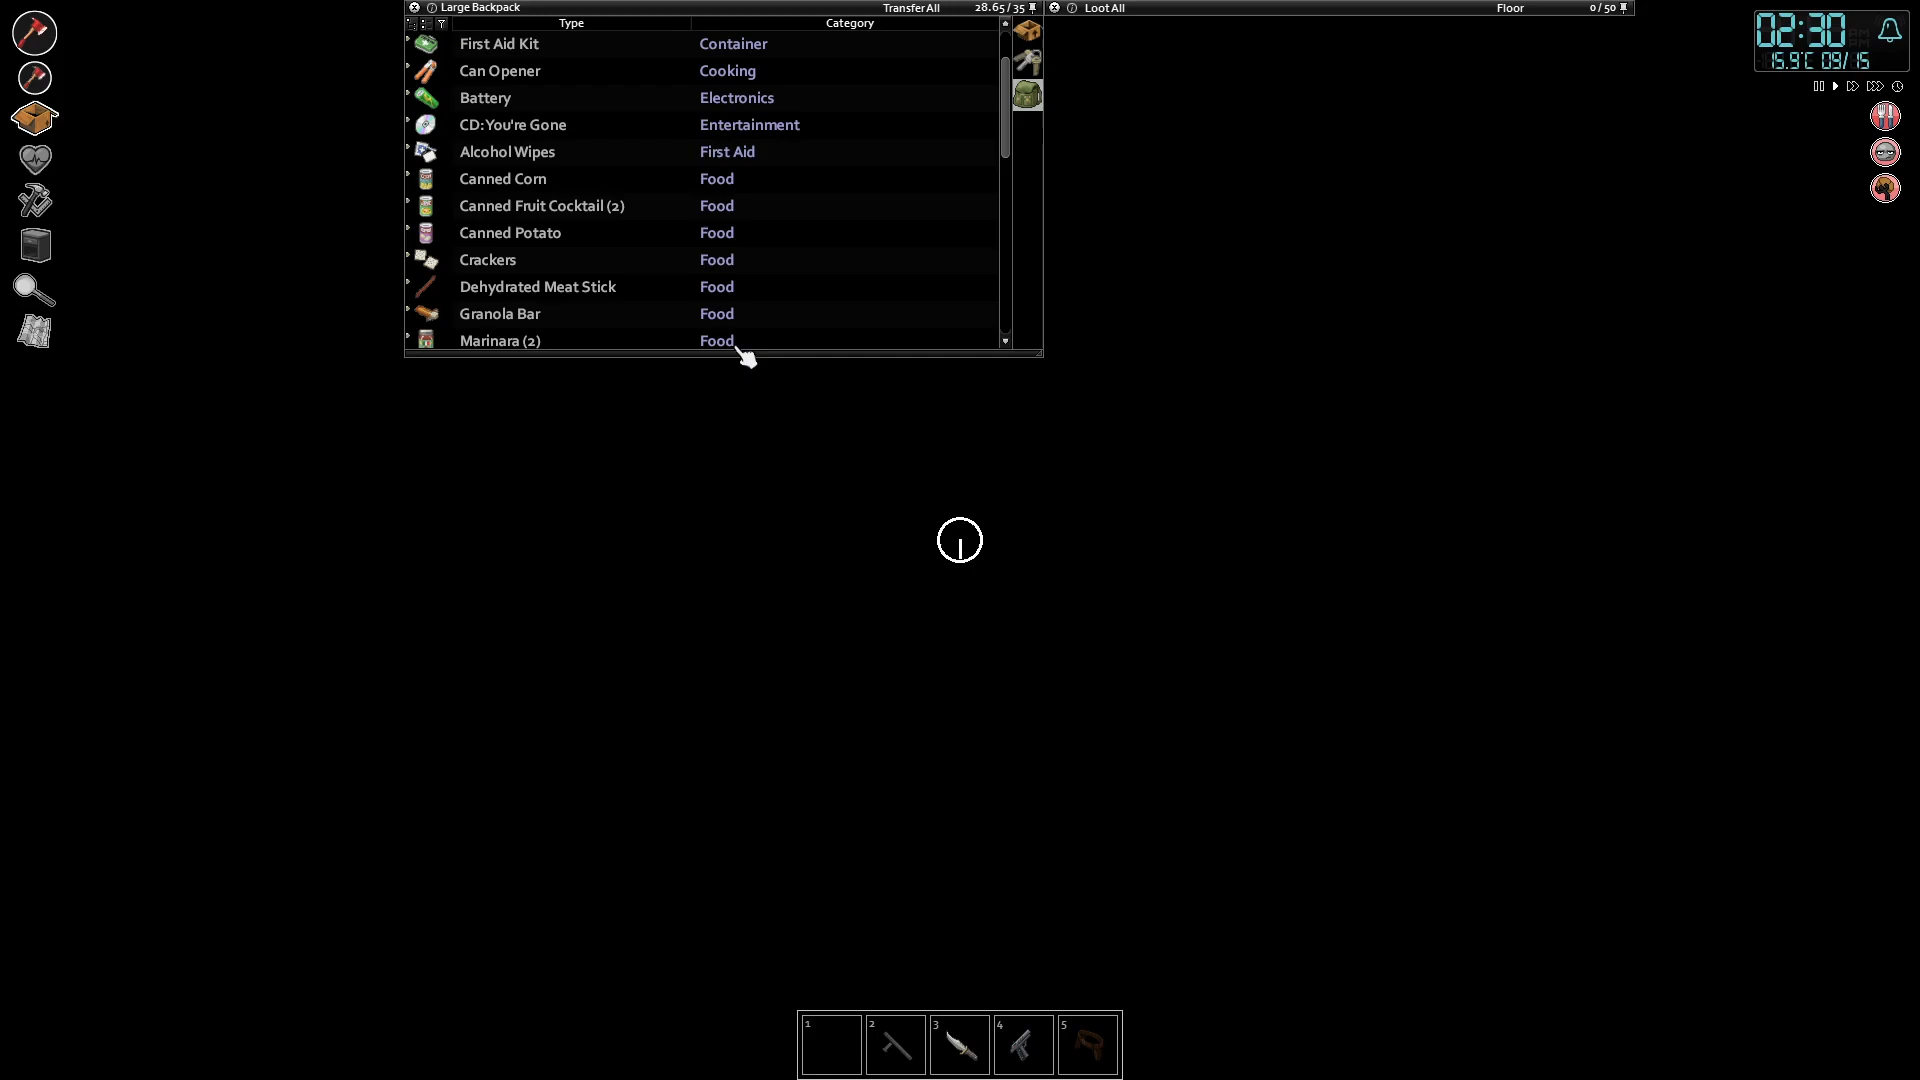 Large Backpack Transfer All 28.65 / 35
Loot All Floor 0 / 50
Type Category
First Aid Kit Container
Can Opener Cooking
Battery Electronics
CD: You're Gone Entertainment
Alcohol Wipes First Aid
Canned Corn Food
Canned Fruit Cocktail (2) Food
Canned Potato Food
Crackers Food
Dehydrated Meat Stick Food
Granola Bar Food
Marinara (2) Food
02:30
15.9°C 09/15
1 2 3 4 5